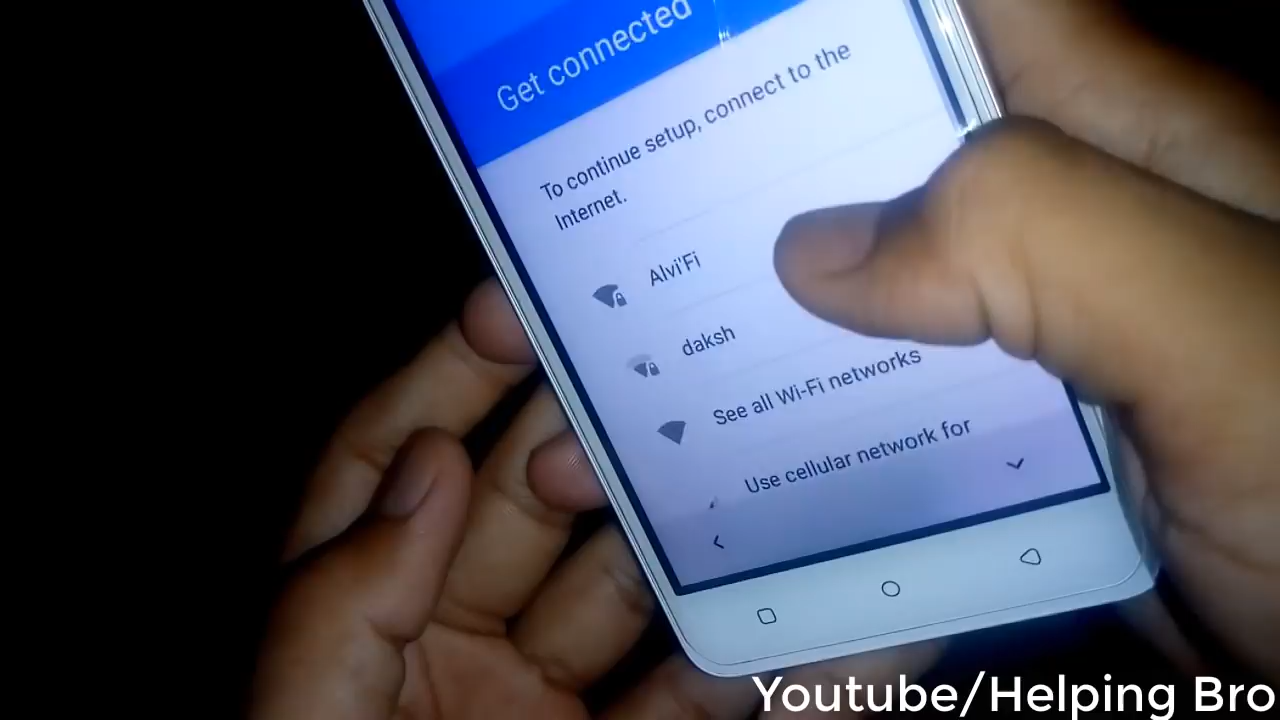 Get connected
To continue setup, connect to the
Internet.
Alvi'Fi
daksh
See all Wi-Fi networks
Use cellular network for
Youtube/Helping Bro